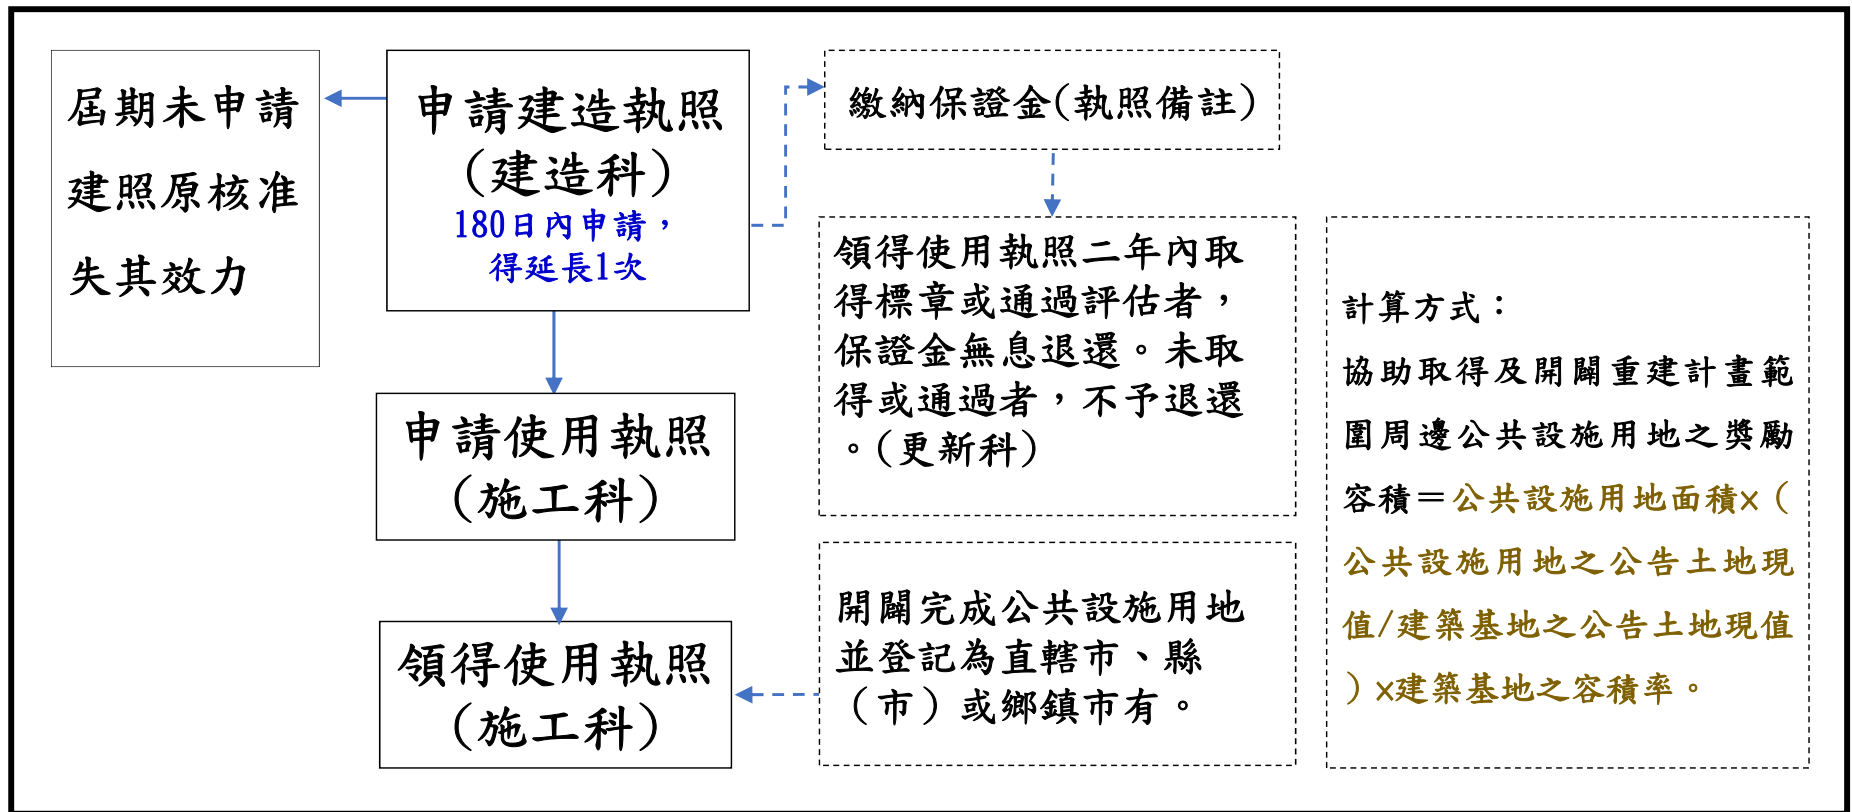 屆期未申請
建照原核准
失其效力
申請建造執照
(建造科)
180日內申請，
得延長1次
繳納保證金(執照備註)
領得使用執照二年內取
得標章或通過評估者，
保證金無息退還。未取
得或通過者，不予退還
。(更新科)
計算方式：
協助取得及開闢重建計畫範
圍周邊公共設施用地之獎勵
容積＝公共設施用地面積×（
公共設施用地之公告土地現
值/建築基地之公告土地現值
）×建築基地之容積率。
申請使用執照
(施工科)
開闢完成公共設施用地
並登記為直轄市、縣
（市）或鄉鎮市有。
領得使用執照
(施工科)